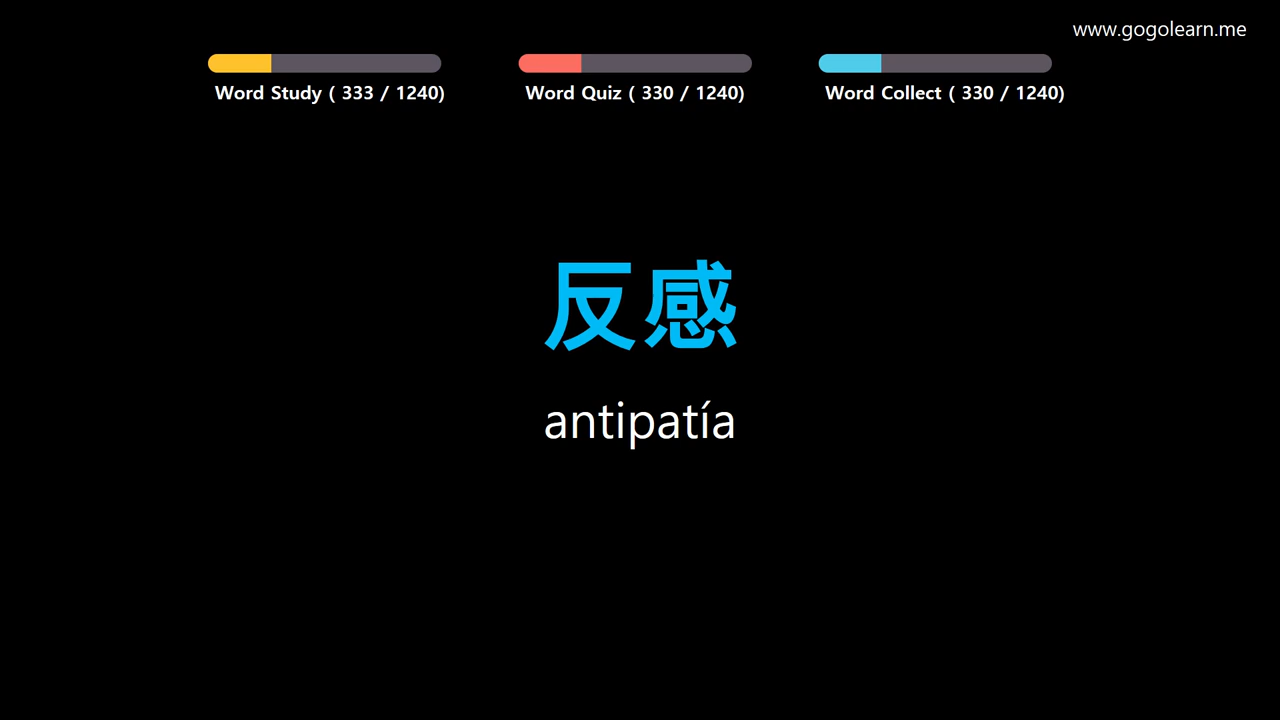 www.gogolearn.me
Word Study ( 333 / 1240)
Word Quiz ( 330 / 1240)
Word Collect ( 330 / 1240)
反感
antipatía